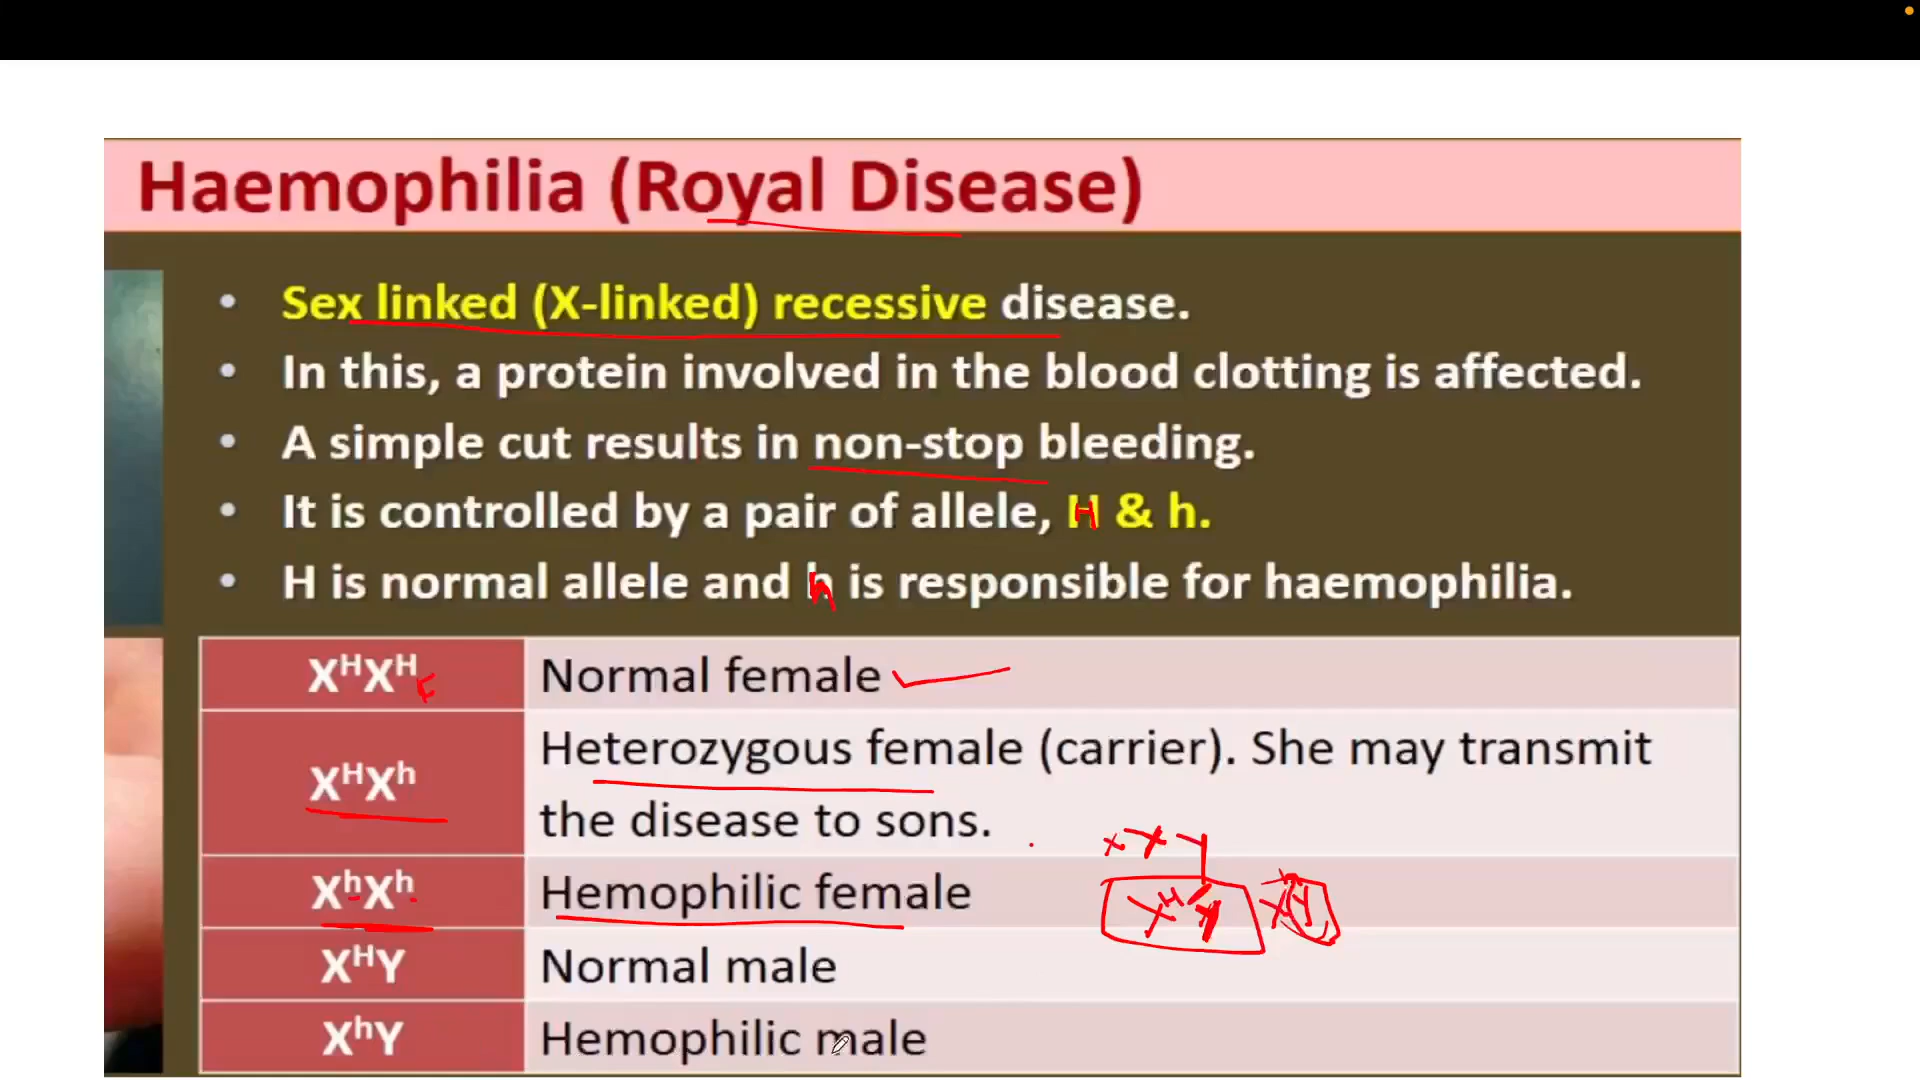 Haemophilia (Royal Disease)
• Sex linked (X-linked) recessive disease.
• In this, a protein involved in the blood clotting is affected.
• A simple cut results in non-stop bleeding.
• It is controlled by a pair of allele, H & h.
• H is normal allele and h is responsible for haemophilia.
XᴴXᴴ Normal female
XᴴXʰ Heterozygous female (carrier). She may transmit
the disease to sons.
X X Y
XʰXʰ Hemophilic female
Xᴴ Y XY
XᴴY Normal male
XʰY Hemophilic male